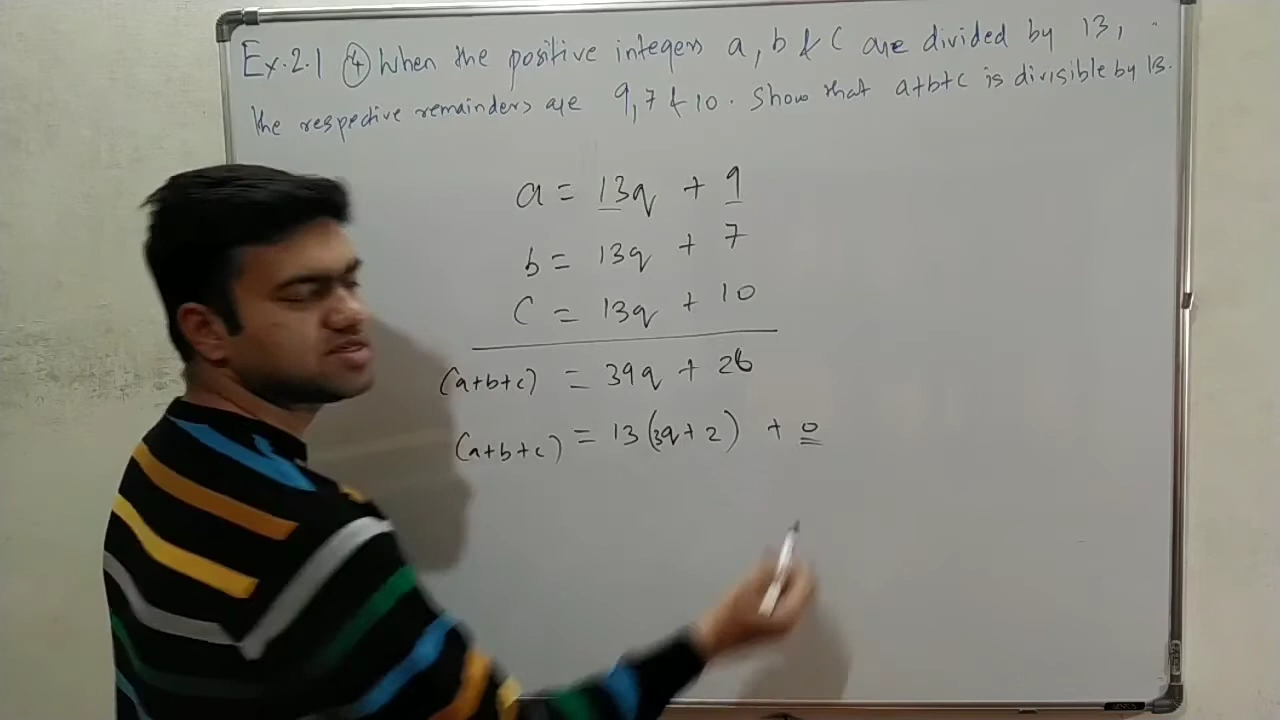 Ex.2.1 ④ When the positive integers a, b & c are divided by 13,
the respective remainders are 9, 7 & 10. Show that a+b+c is divisible by 13.
a = 13q + 9
b = 13q + 7
c = 13q + 10
(a+b+c) = 39q + 26
(a+b+c) = 13(3q+2) + 0